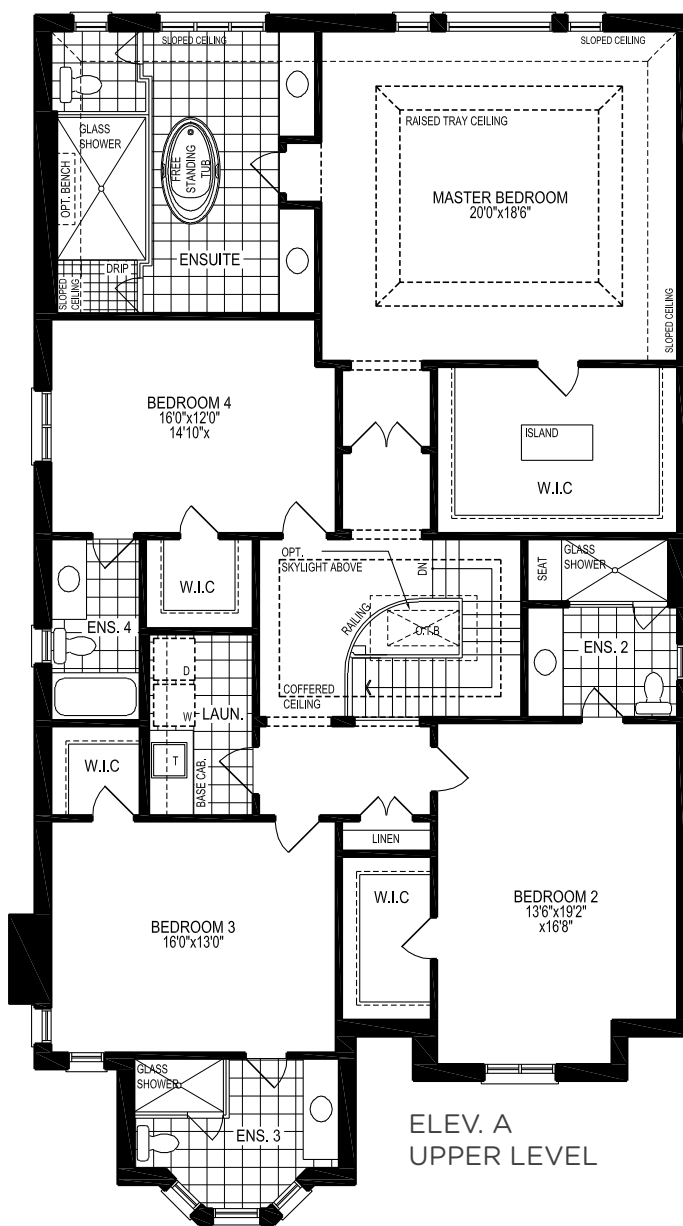 SLOPED CEILING
SLOPED CEILING
GLASS
SHOWER
OPT. BENCH
FREE
STANDING
TUB
RAISED TRAY CEILING
MASTER BEDROOM
20'0"x18'6"
ENSUITE
DRIP
SLOPED
CEILING
SLOPED CEILING
BEDROOM 4
16'0"x12'0"
14'10"x
ISLAND
W.I.C
OPT.
SKYLIGHT ABOVE
DN
SEAT
GLASS
SHOWER
W.I.C
ENS. 4
RAILING
O.T.B
ENS. 2
D
W
LAUN.
COFFERED
CEILING
T
BASE CAB.
W.I.C
LINEN
W.I.C
BEDROOM 2
13'6"x19'2"
x16'8"
BEDROOM 3
16'0"x13'0"
GLASS
SHOWER
ENS. 3
ELEV. A
UPPER LEVEL